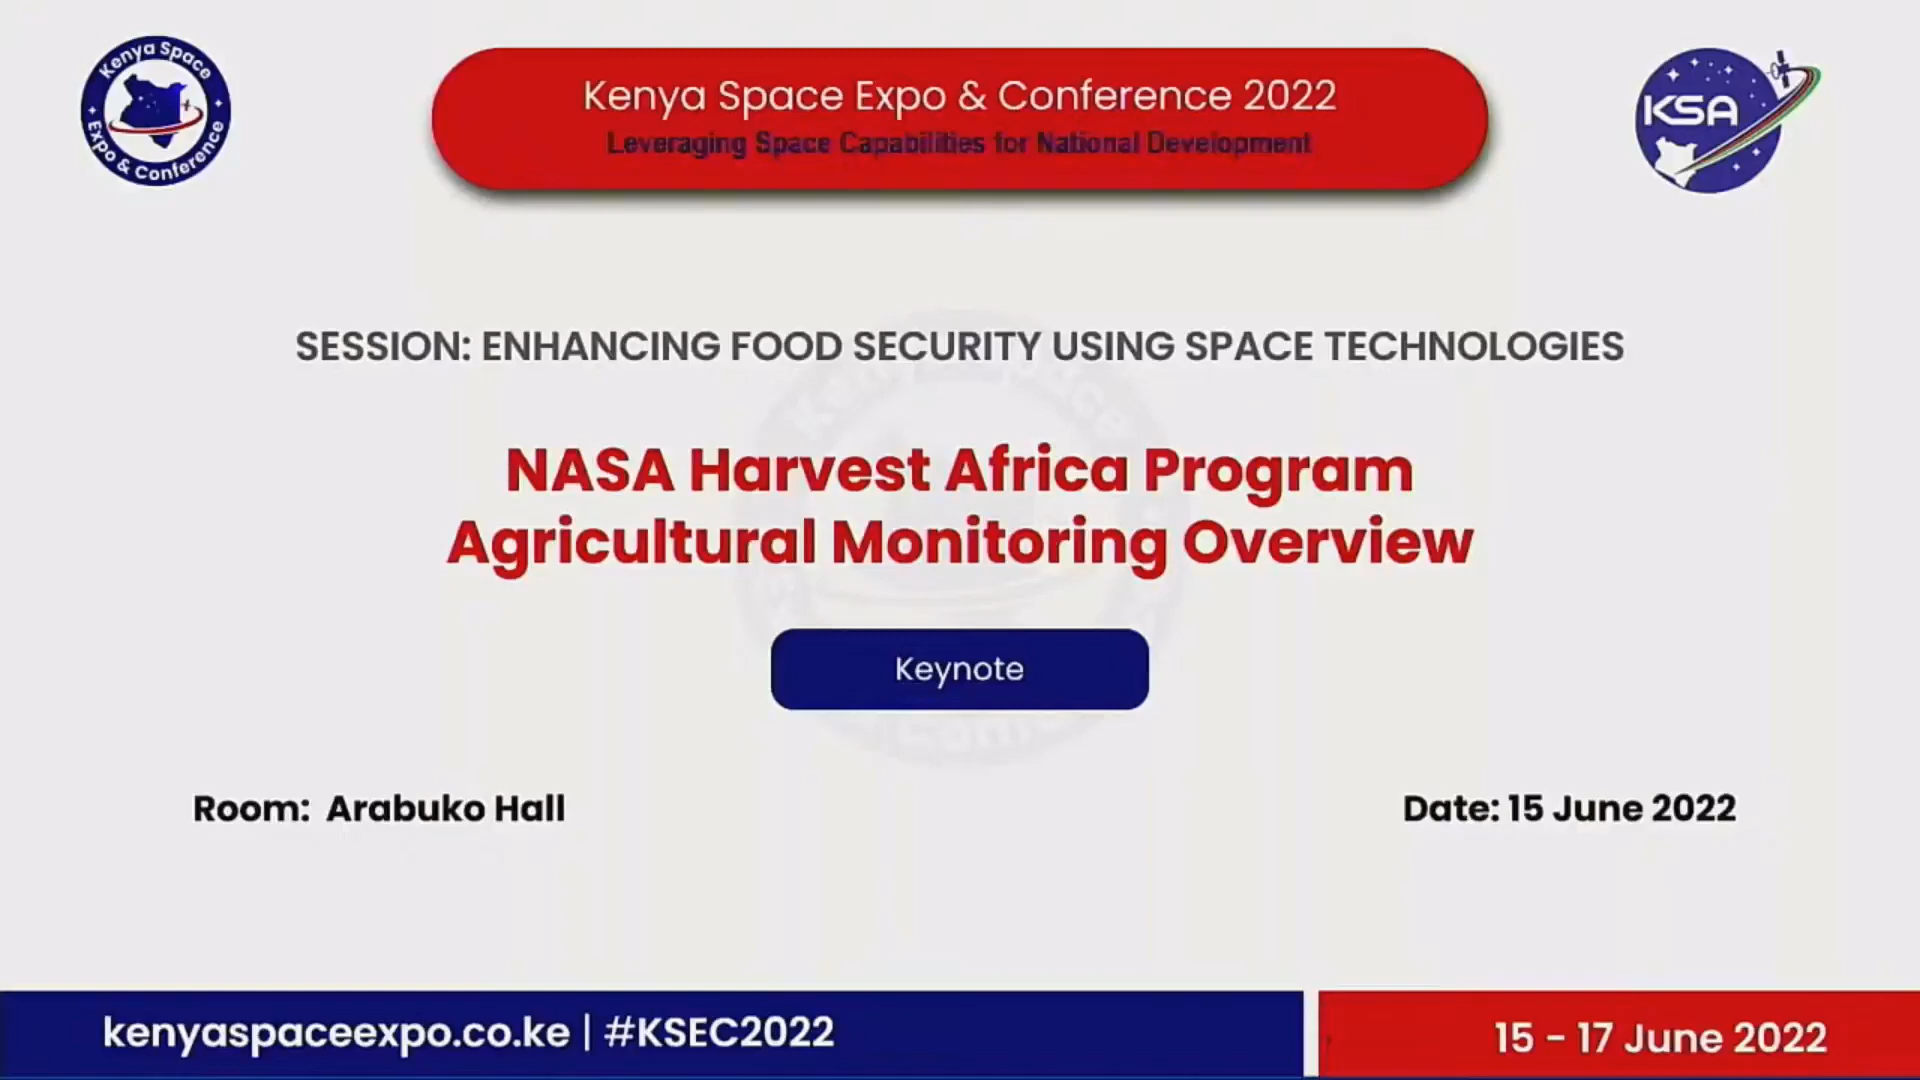 Kenya Space
Expo & Conference
Kenya Space Expo & Conference 2022
Leveraging Space Capabilities for National Development
KSA
SESSION: ENHANCING FOOD SECURITY USING SPACE TECHNOLOGIES
NASA Harvest Africa Program
Agricultural Monitoring Overview
Keynote
Room: Arabuko Hall
Date: 15 June 2022
kenyaspaceexpo.co.ke | #KSEC2022
15 - 17 June 2022